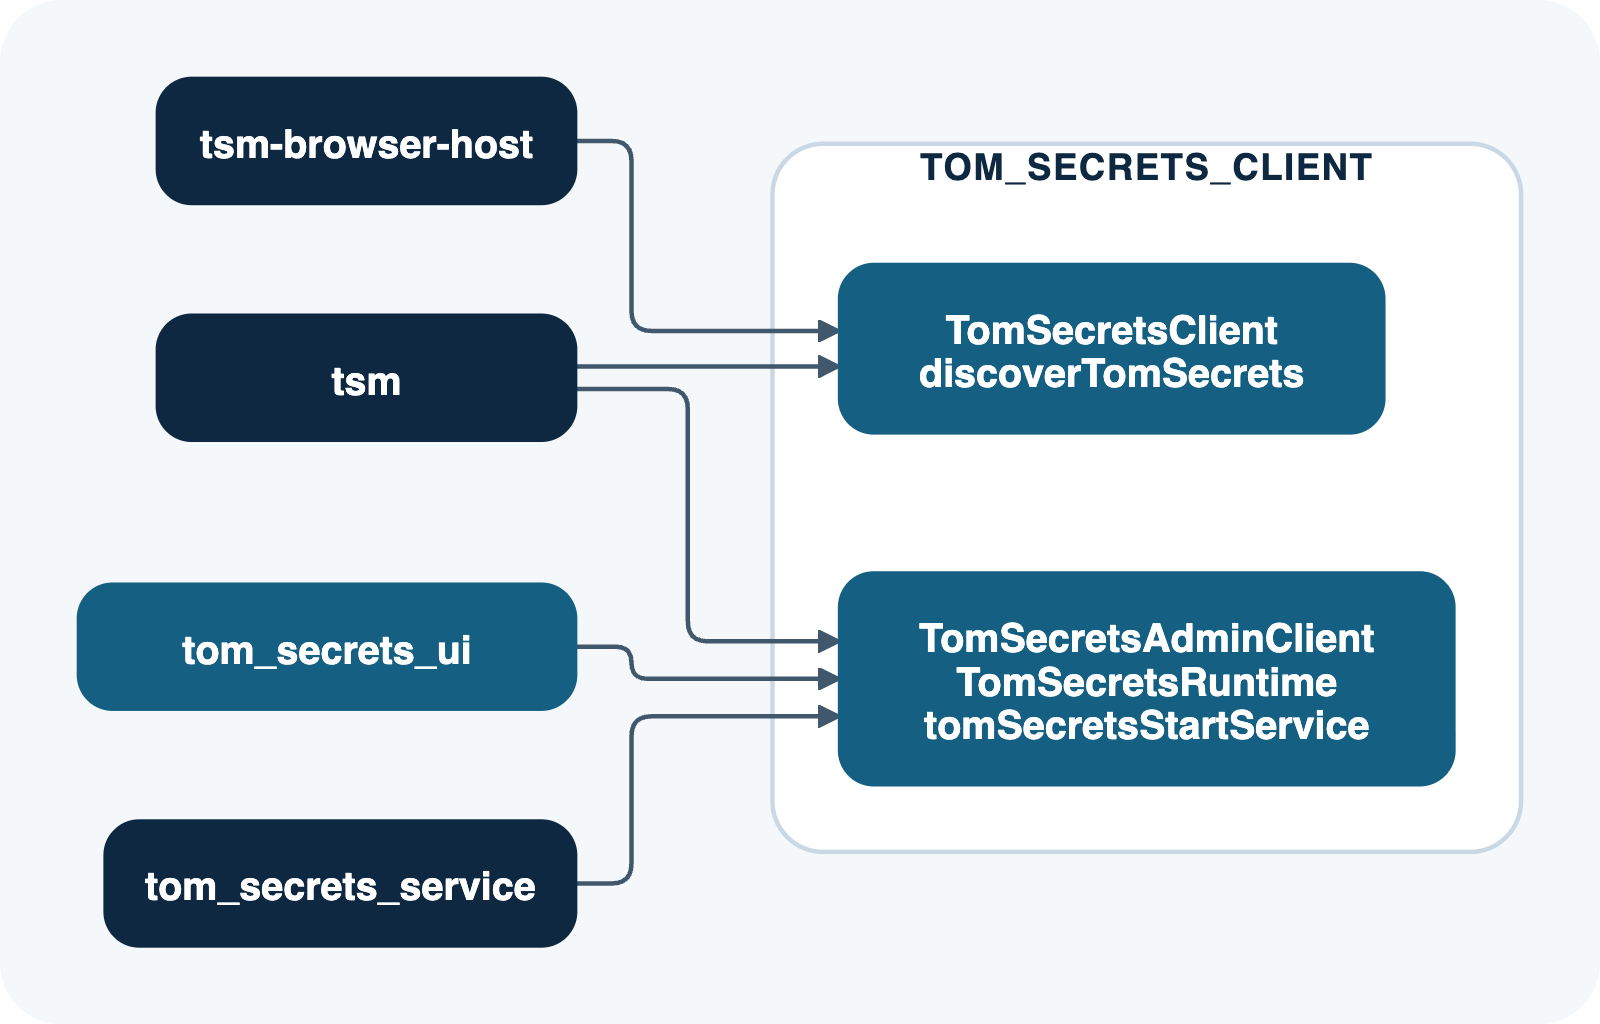 tsm-browser-host
tsm
tom_secrets_ui
tom_secrets_service
TOM_SECRETS_CLIENT
TomSecretsClient
discoverTomSecrets
TomSecretsAdminClient
TomSecretsRuntime
tomSecretsStartService